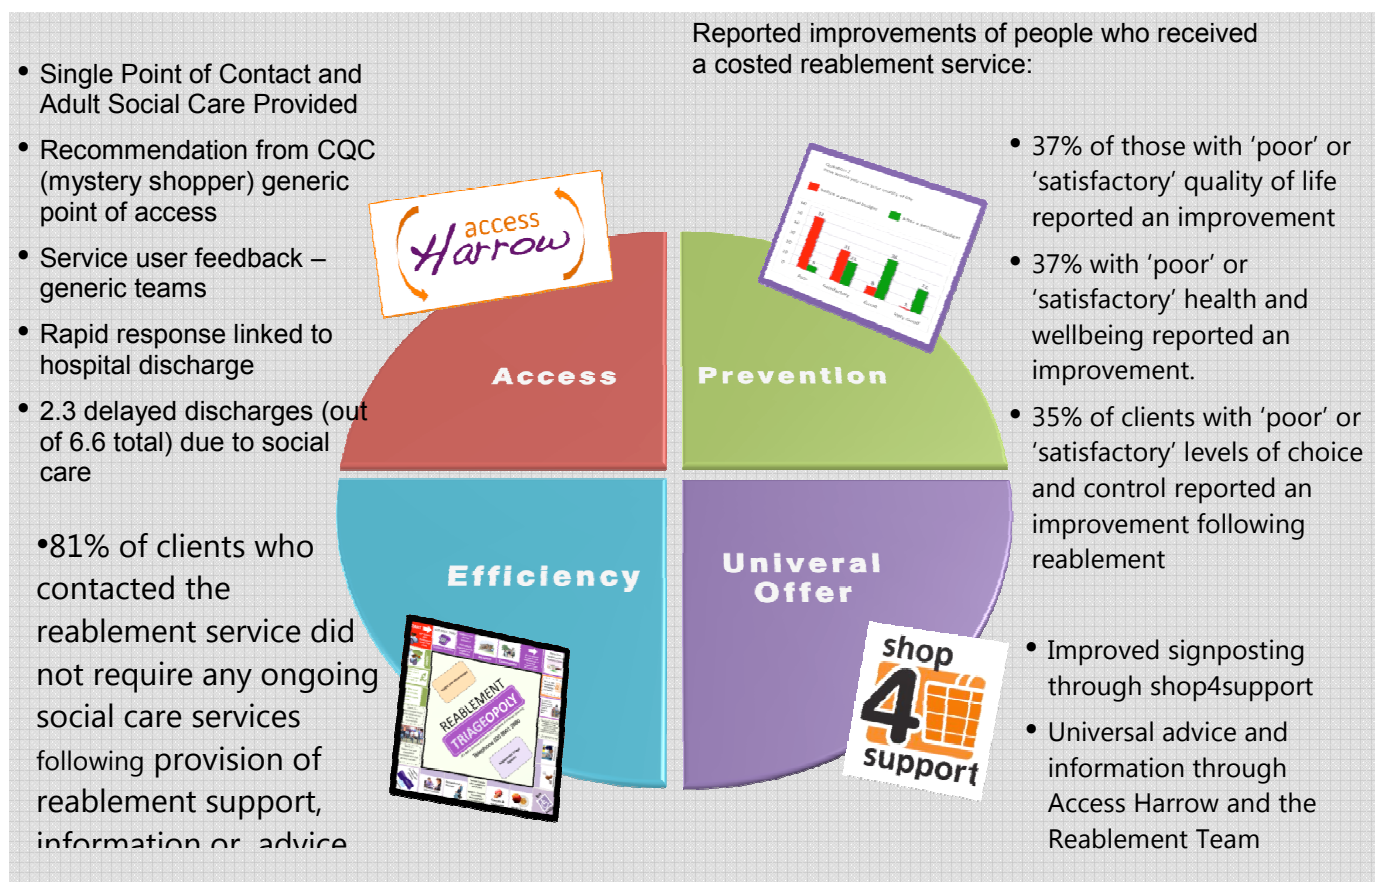 Reported improvements of people who received
a costed reablement service:
• Single Point of Contact and
Adult Social Care Provided
• Recommendation from CQC
(mystery shopper) generic
point of access
• Service user feedback –
generic teams
• Rapid response linked to
hospital discharge
• 2.3 delayed discharges (out
of 6.6 total) due to social
care
•81% of clients who
contacted the
reablement service did
not require any ongoing
social care services
following provision of
reablement support,
information or advice
access
Harrow
Access
Prevention
Efficiency
Univeral
Offer
REABLEMENT
TRIAGEOPOLY
shop
4
support
• 37% of those with ‘poor’ or
‘satisfactory’ quality of life
reported an improvement
• 37% with ‘poor’ or
‘satisfactory’ health and
wellbeing reported an
improvement.
• 35% of clients with ‘poor’ or
‘satisfactory’ levels of choice
and control reported an
improvement following
reablement
• Improved signposting
through shop4support
• Universal advice and
information through
Access Harrow and the
Reablement Team